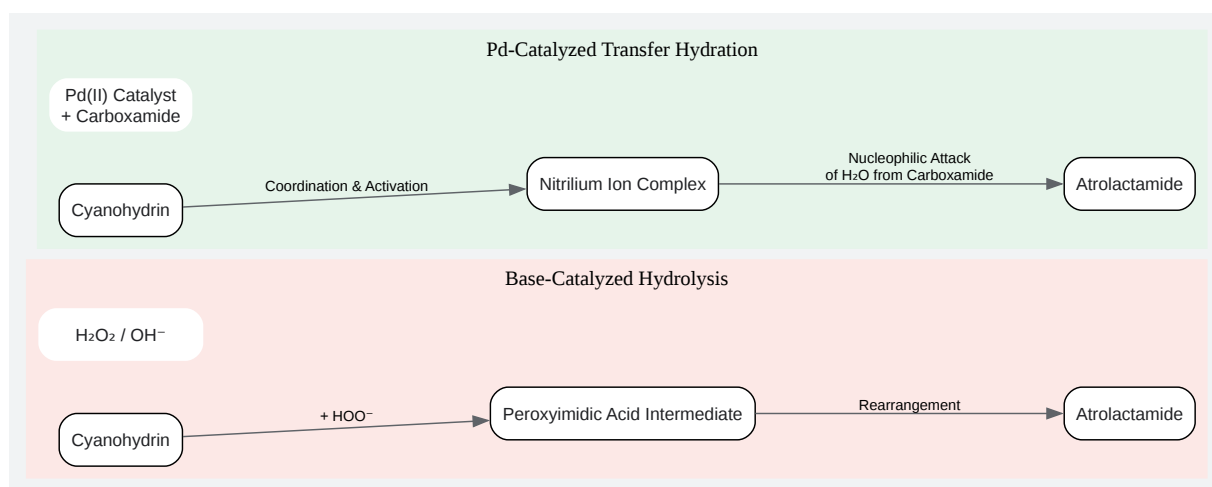 Pd-Catalyzed Transfer Hydration
Pd(II) Catalyst
+ Carboxamide
Cyanohydrin
Coordination & Activation
Nitrilium Ion Complex
Nucleophilic Attack
of H₂O from Carboxamide
Atrolactamide
Base-Catalyzed Hydrolysis
H₂O₂ / OH⁻
Cyanohydrin
+ HOO⁻
Peroxyimidic Acid Intermediate
Rearrangement
Atrolactamide